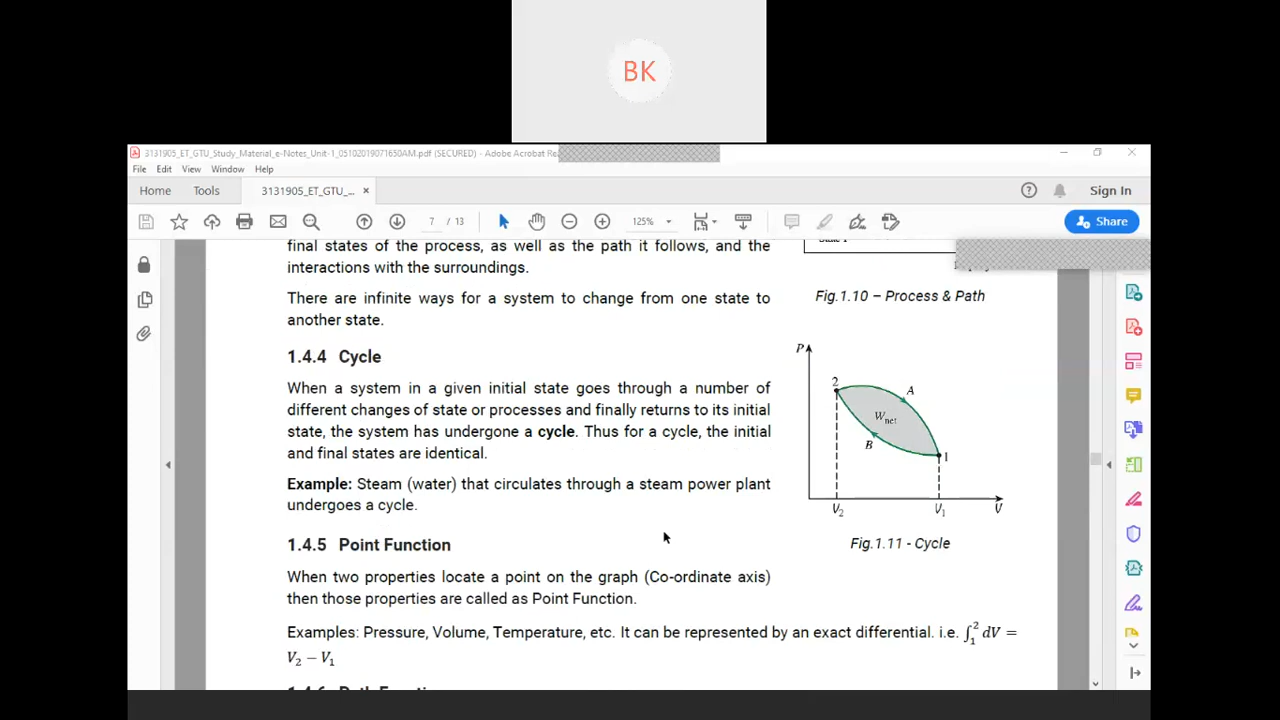 BK
3131905_ET_GTU_Study_Material_e-Notes_Unit-1_05102019071650AM.pdf (SECURED) - Adobe Acrobat Re
File Edit View Window Help
Home Tools 3131905_ET_GTU_... × Sign In
7 / 13 125% Share
final states of the process, as well as the path it follows, and the
interactions with the surroundings.
Fig.1.10 – Process & Path
There are infinite ways for a system to change from one state to
another state.
1.4.4 Cycle
When a system in a given initial state goes through a number of
different changes of state or processes and finally returns to its initial
state, the system has undergone a cycle. Thus for a cycle, the initial
and final states are identical.
Example: Steam (water) that circulates through a steam power plant
undergoes a cycle.
P
2
A
Wnet
B
1
V2 V1 V
Fig.1.11 - Cycle
1.4.5 Point Function
When two properties locate a point on the graph (Co-ordinate axis)
then those properties are called as Point Function.
Examples: Pressure, Volume, Temperature, etc. It can be represented by an exact differential. i.e. ∫₁² dV =
V₂ − V₁